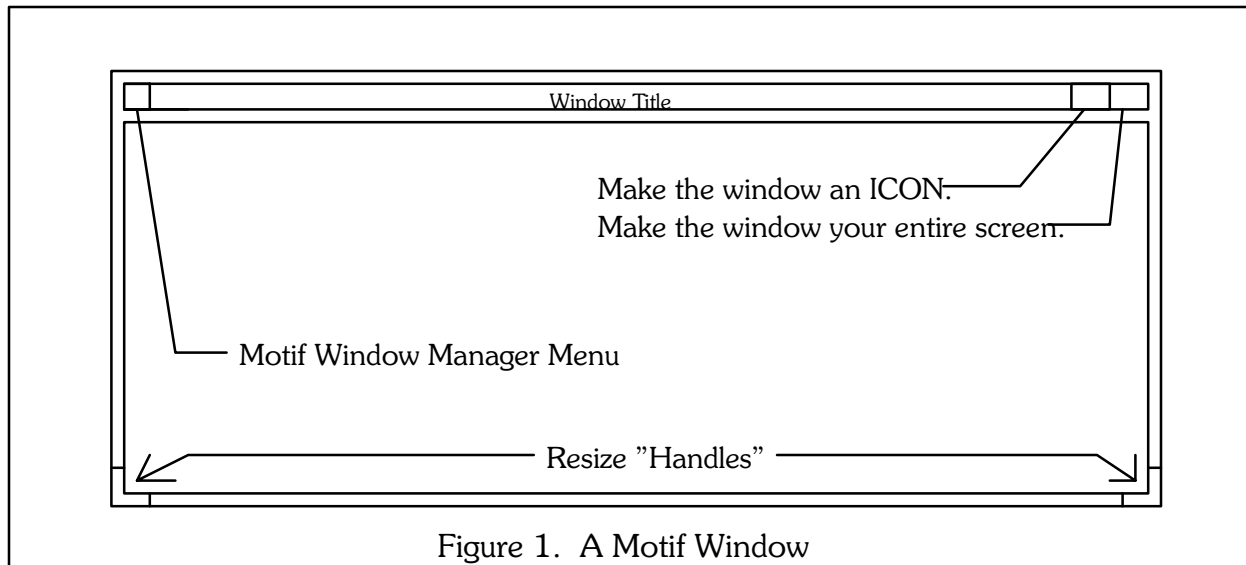 Window Title
Make the window an ICON.
Make the window your entire screen.
Motif Window Manager Menu
Resize ”Handles”
Figure 1. A Motif Window